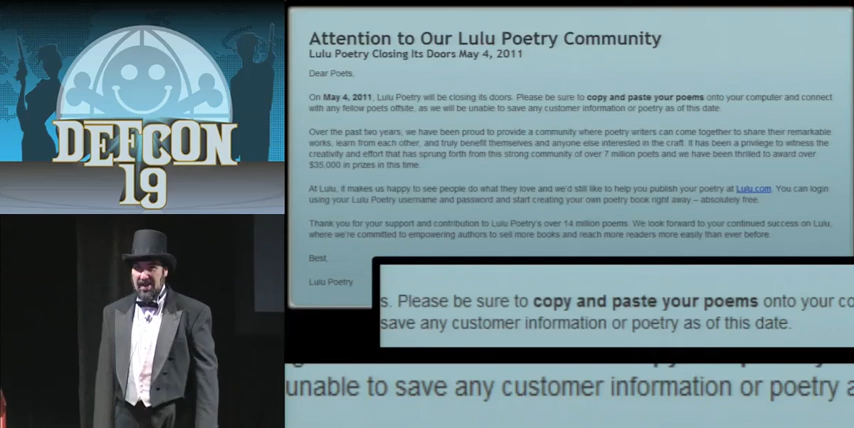 DEFCON
19
Attention to Our Lulu Poetry Community
Lulu Poetry Closing Its Doors May 4, 2011
Dear Poets,
On May 4, 2011, Lulu Poetry will be closing its doors. Please be sure to copy and paste your poems onto your computer and connect
with any fellow poets offsite, as we will be unable to save any customer information or poetry as of this date.
Over the past two years, we have been proud to provide a community where poetry writers can come together to share their remarkable
works, learn from each other, and truly benefit themselves and anyone else interested in the craft. It has been a privilege to witness the
creativity and effort that has sprung forth from this strong community of over 7 million poets and we have been thrilled to award over
$35,000 in prizes in this time.
At Lulu, it makes us happy to see people do what they love and we'd still like to help you publish your poetry at Lulu.com. You can login
using your Lulu Poetry username and password and start creating your own poetry book right away – absolutely free.
Thank you for your support and contribution to Lulu Poetry's over 14 million poems. We look forward to your continued success on Lulu,
where we're committed to empowering authors to sell more books and reach more readers more easily than ever before.
Best,
Lulu Poetry
s. Please be sure to copy and paste your poems onto your co
save any customer information or poetry as of this date.
unable to save any customer information or poetry a